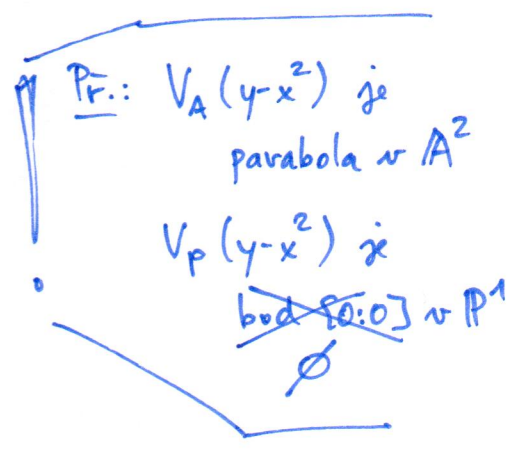 ! Př.: V_A (y-x²) je
parabola v 𝔸²
V_P (y-x²) je
bod [0:0] v ℙ¹
∅